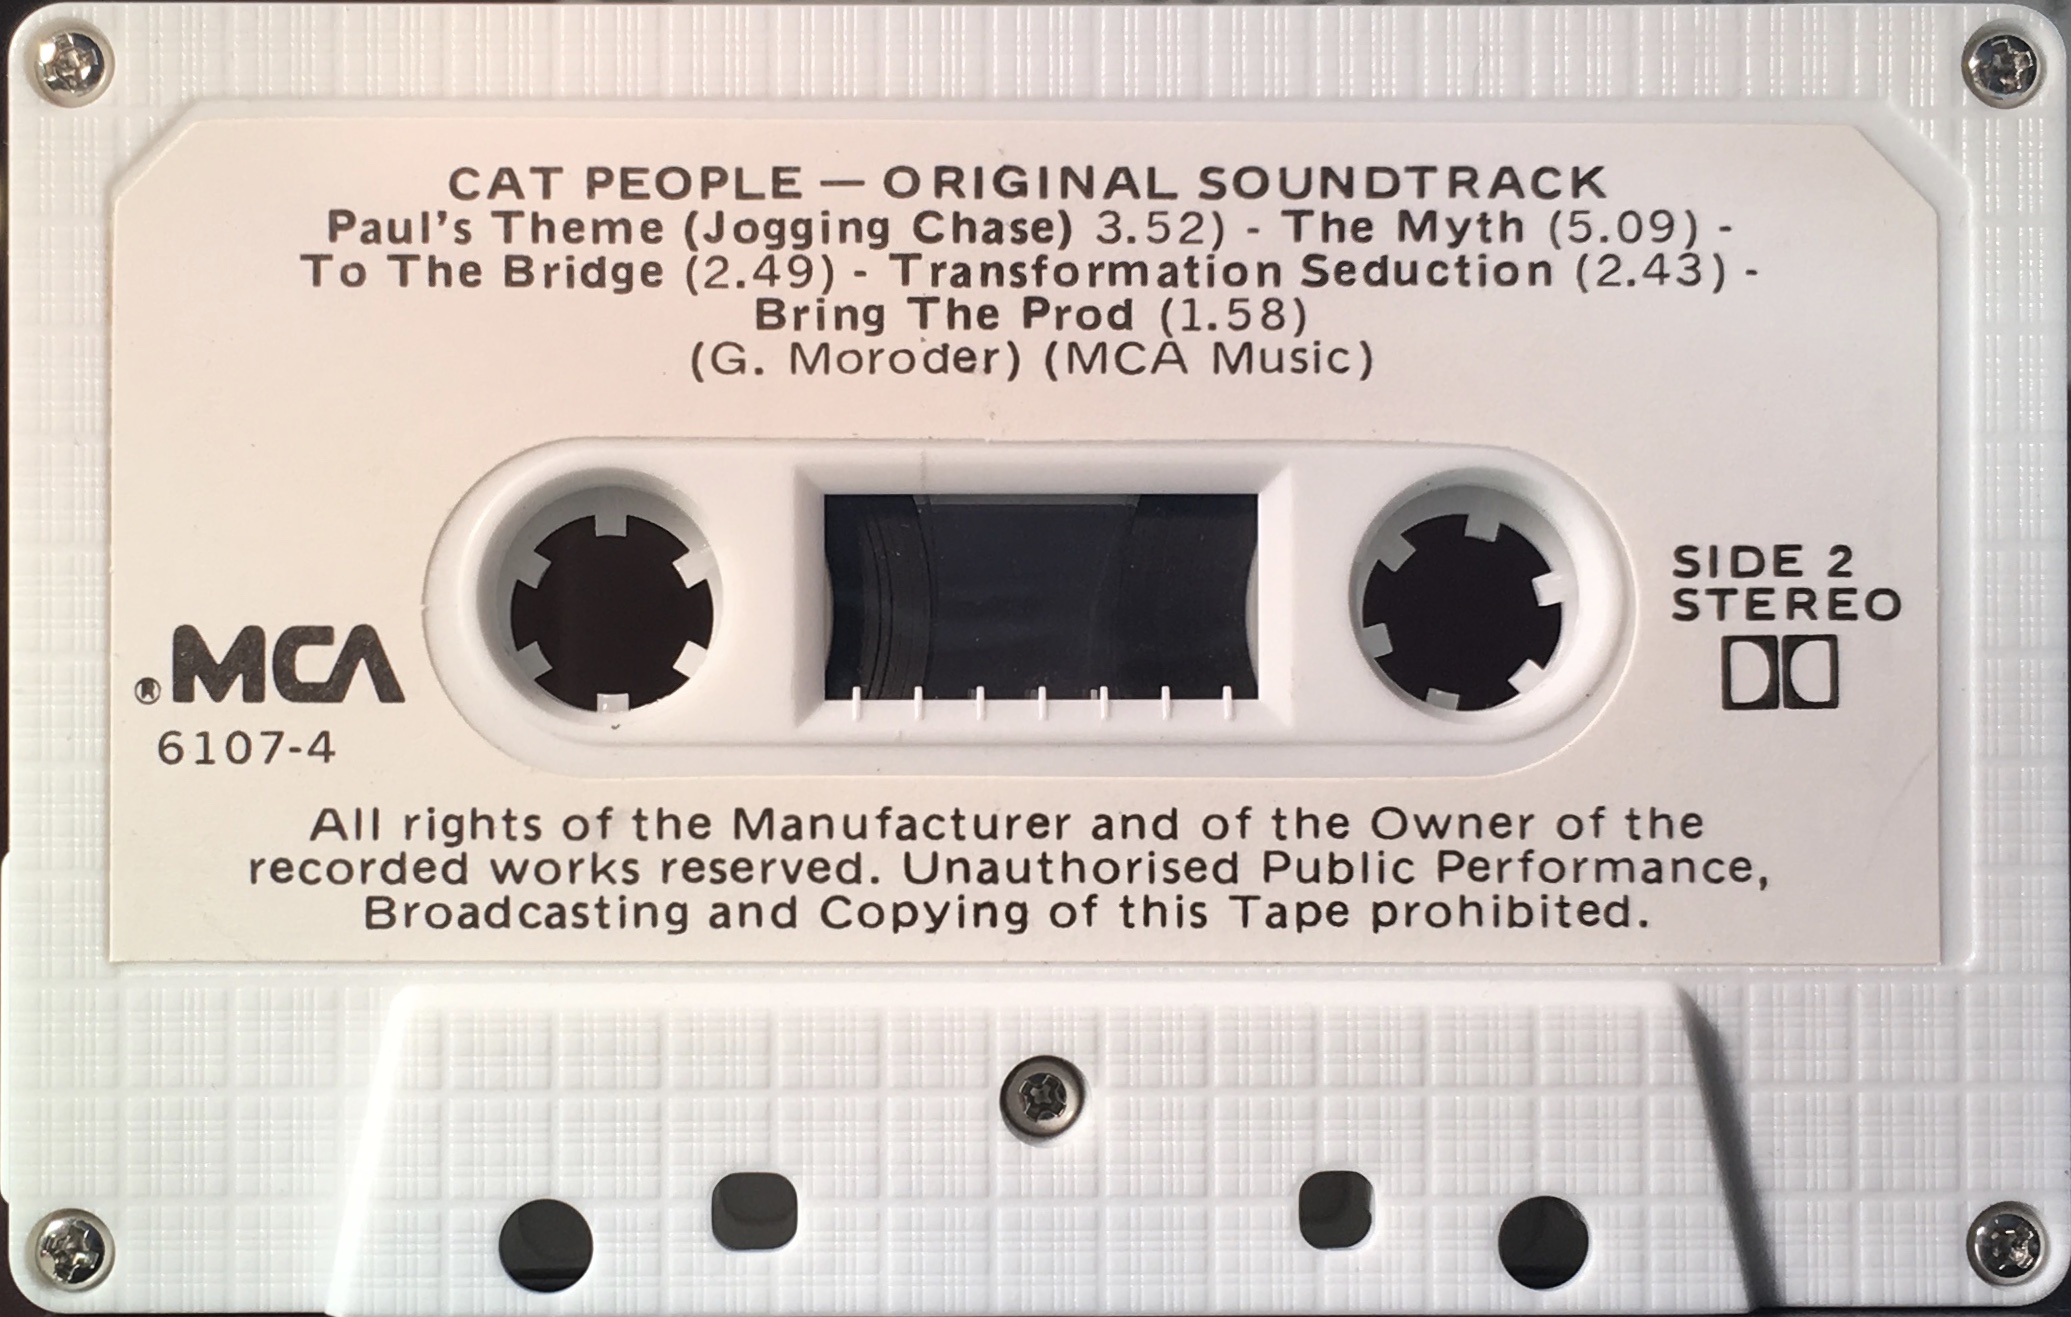 CAT PEOPLE — ORIGINAL SOUNDTRACK
Paul's Theme (Jogging Chase) 3.52) - The Myth (5.09) -
To The Bridge (2.49) - Transformation Seduction (2.43) -
Bring The Prod (1.58)
(G. Moroder) (MCA Music)
SIDE 2
STEREO
®MCA
6107-4
All rights of the Manufacturer and of the Owner of the
recorded works reserved. Unauthorised Public Performance,
Broadcasting and Copying of this Tape prohibited.